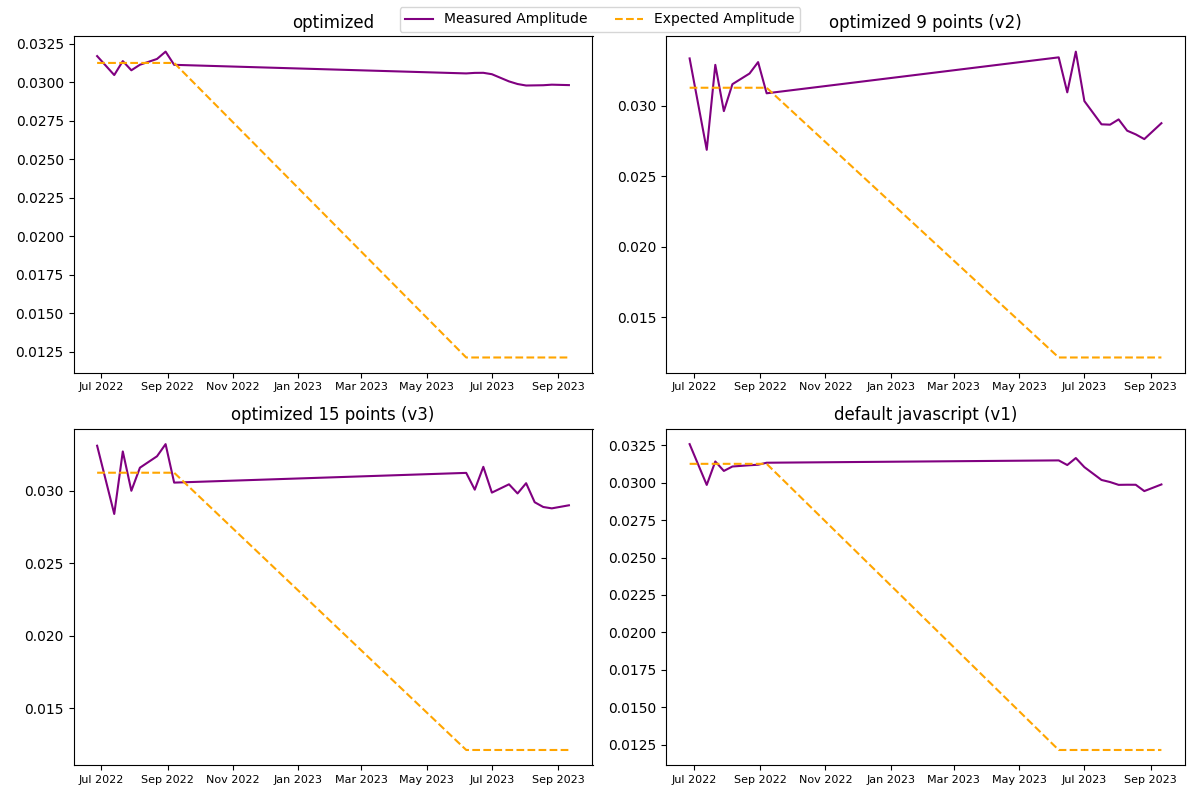 Measured Amplitude Expected Amplitude
optimized
0.0325
0.0300
0.0275
0.0250
0.0225
0.0200
0.0175
0.0150
0.0125
Jul 2022 Sep 2022 Nov 2022 Jan 2023 Mar 2023 May 2023 Jul 2023 Sep 2023
optimized 9 points (v2)
0.030
0.025
0.020
0.015
Jul 2022 Sep 2022 Nov 2022 Jan 2023 Mar 2023 May 2023 Jul 2023 Sep 2023
optimized 15 points (v3)
0.030
0.025
0.020
0.015
Jul 2022 Sep 2022 Nov 2022 Jan 2023 Mar 2023 May 2023 Jul 2023 Sep 2023
default javascript (v1)
0.0325
0.0300
0.0275
0.0250
0.0225
0.0200
0.0175
0.0150
0.0125
Jul 2022 Sep 2022 Nov 2022 Jan 2023 Mar 2023 May 2023 Jul 2023 Sep 2023